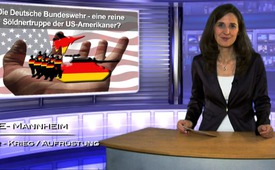 Die Deutsche Bundeswehr - eine reine
Söldnertruppe der US-Amerikaner?
E- Mannheim
- Krieg / Aufrüstung